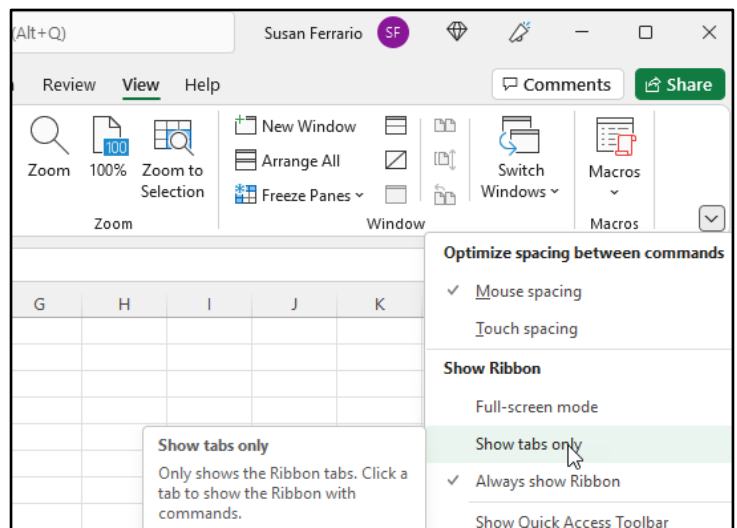 (Alt+Q)
Susan Ferrario SF
Review View Help
Comments Share
Zoom
100
100%
Zoom to
Selection
New Window
Arrange All
Freeze Panes
Switch
Windows
Macros
Zoom
Window
Macros
Optimize spacing between commands
Mouse spacing
Touch spacing
Show Ribbon
Full-screen mode
Show tabs only
Always show Ribbon
Show Quick Access Toolbar
G H I J K
Show tabs only
Only shows the Ribbon tabs. Click a
tab to show the Ribbon with
commands.